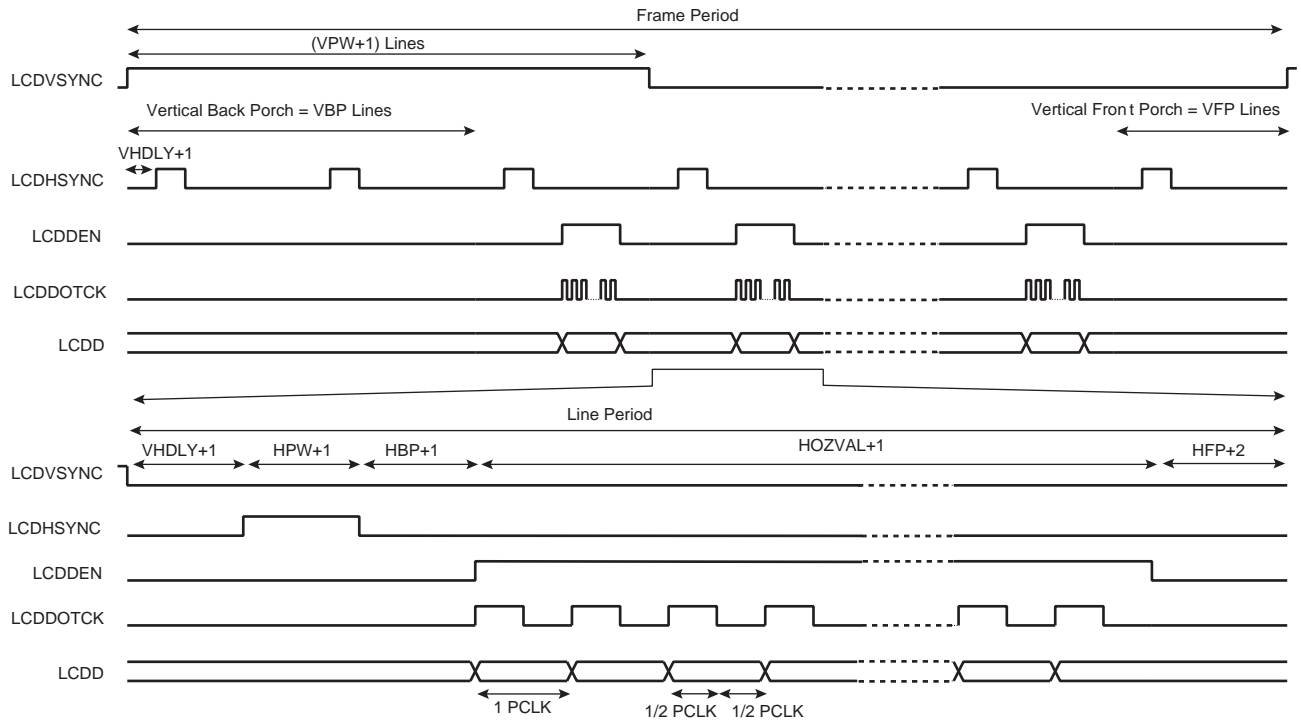 Frame Period
(VPW+1) Lines
LCDVSYNC
Vertical Back Porch = VBP Lines
Vertical Front Porch = VFP Lines
VHDLY+1
LCDHSYNC
LCDDEN
LCDDOTCK
LCDD
Line Period
VHDLY+1 HPW+1 HBP+1 HOZVAL+1 HFP+2
LCDVSYNC
LCDHSYNC
LCDDEN
LCDDOTCK
LCDD
1 PCLK 1/2 PCLK 1/2 PCLK